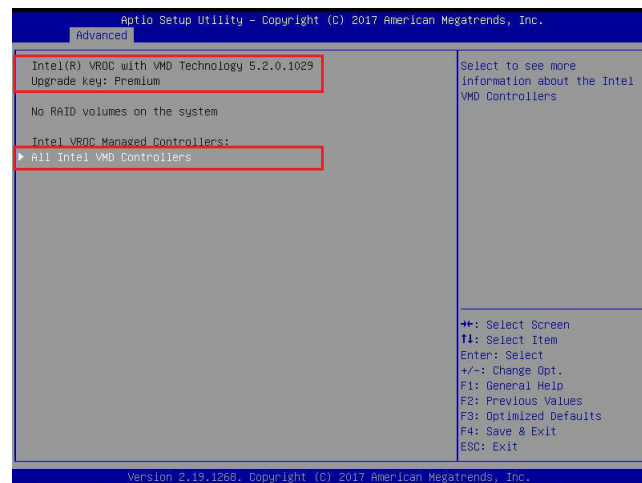 Aptio Setup Utility – Copyright (C) 2017 American Megatrends, Inc.
Advanced
Intel(R) VROC with VMD Technology 5.2.0.1029
Upgrade key: Premium
No RAID volumes on the system
Intel VROC Managed Controllers:
All Intel VMD Controllers
Select to see more
information about the Intel
VMD Controllers
→←: Select Screen
↑↓: Select Item
Enter: Select
+/-: Change Opt.
F1: General Help
F2: Previous Values
F3: Optimized Defaults
F4: Save & Exit
ESC: Exit
Version 2.19.1268. Copyright (C) 2017 American Megatrends, Inc.